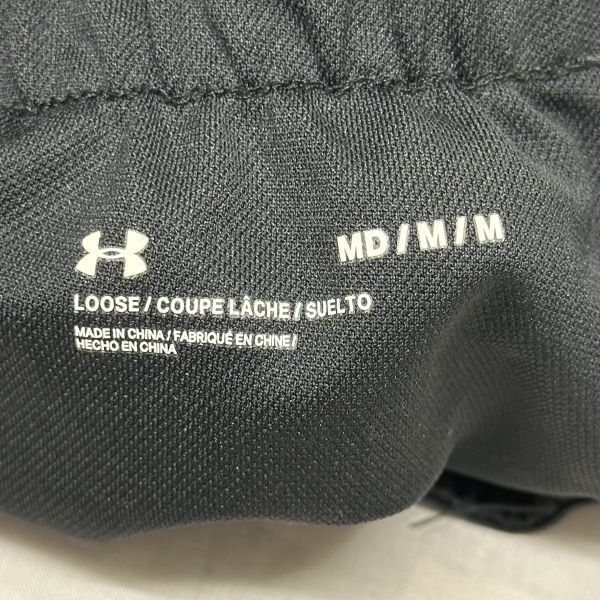 MD / M / M
LOOSE / COUPE LÂCHE / SUELTO
MADE IN CHINA / FABRIQUÉ EN CHINE /
HECHO EN CHINA